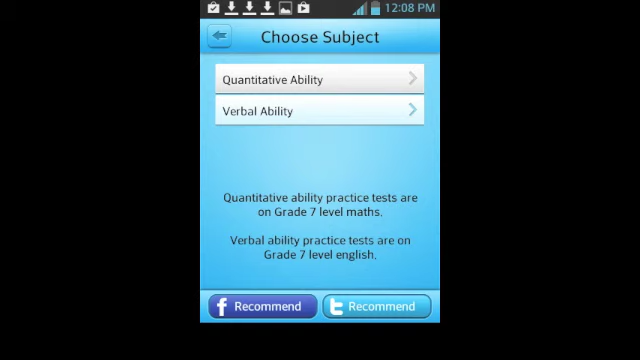 12:08 PM
Choose Subject
Quantitative Ability
Verbal Ability
Quantitative ability practice tests are
on Grade 7 level maths.
Verbal ability practice tests are on
Grade 7 level english.
f Recommend
t Recommend